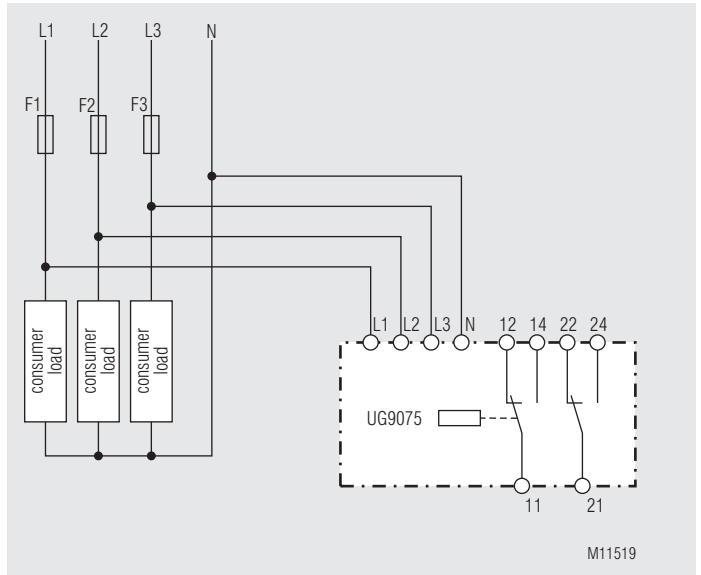 L1 L2 L3 N
F1 F2 F3
L1 L2 L3 N 12 14 22 24
consumer
load
consumer
load
consumer
load
UG9075
11 21
M11519